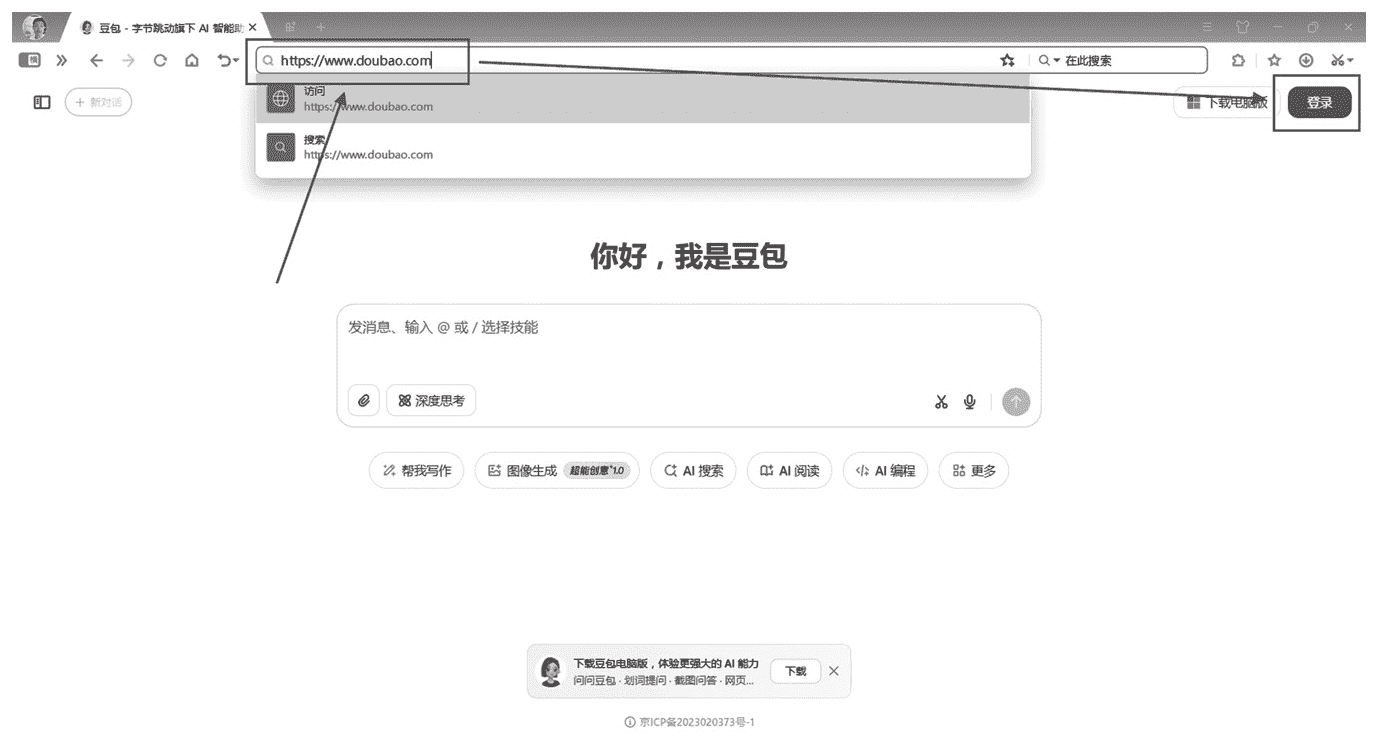 豆包 - 字节跳动旗下 AI 智能助
https://www.doubao.com
在此搜索
新对话
访问
https://www.doubao.com
下载电脑版
登录
搜索
https://www.doubao.com
你好，我是豆包
发消息、输入 @ 或 / 选择技能
深度思考
帮我写作 图像生成 超能创意1.0 AI 搜索 AI 阅读 AI 编程 更多
下载豆包电脑版，体验更强大的 AI 能力
问问豆包 · 划词提问 · 截图问答 · 网页...
下载
京ICP备2023020373号-1